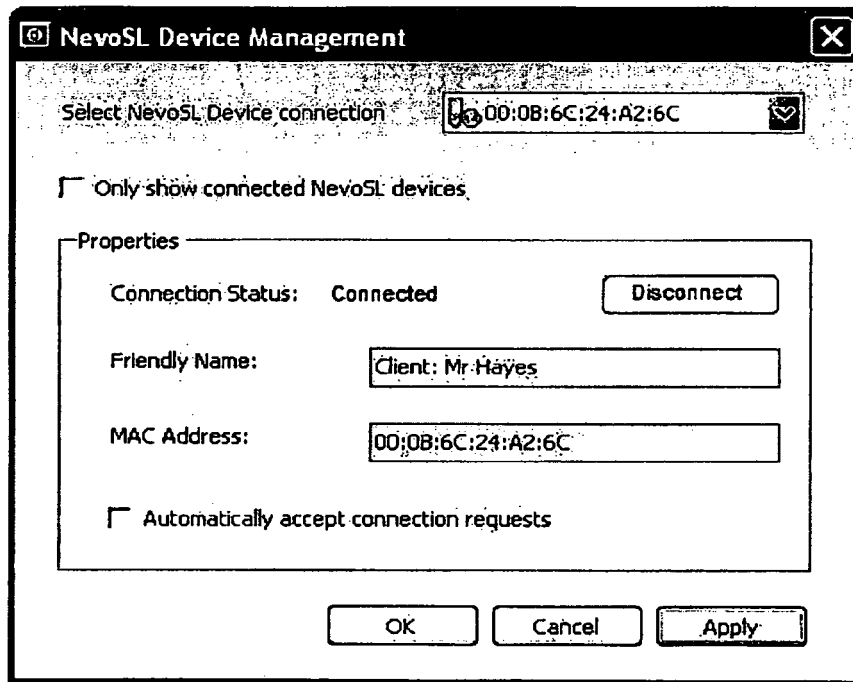 NevoSL Device Management
Select NevoSL Device connection 00:0B:6C:24:A2:6C
Only show connected NevoSL devices
Properties
Connection Status: Connected Disconnect
Friendly Name: Client: Mr Hayes
MAC Address: 00:0B:6C:24:A2:6C
Automatically accept connection requests
OK Cancel Apply